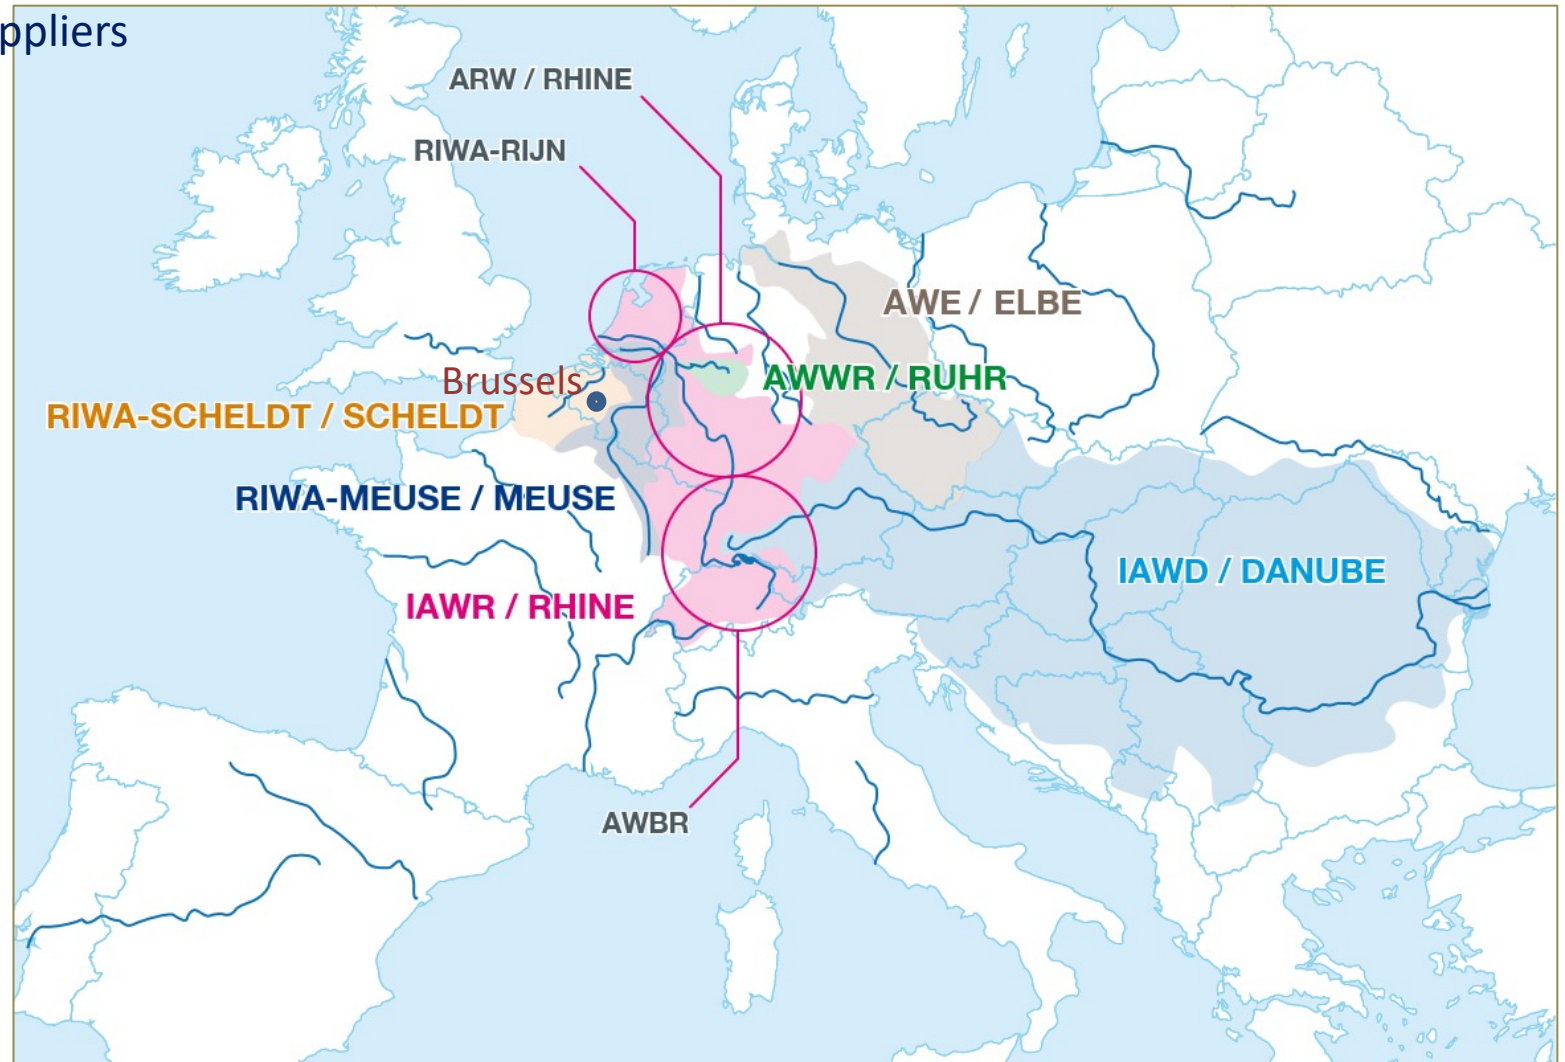 ARW / RHINE
RIWA-RIJN
AWE / ELBE
AWWR / RUHR
Brussels
RIWA-SCHELDT / SCHELDT
RIWA-MEUSE / MEUSE
IAWD / DANUBE
IAWR / RHINE
AWBR